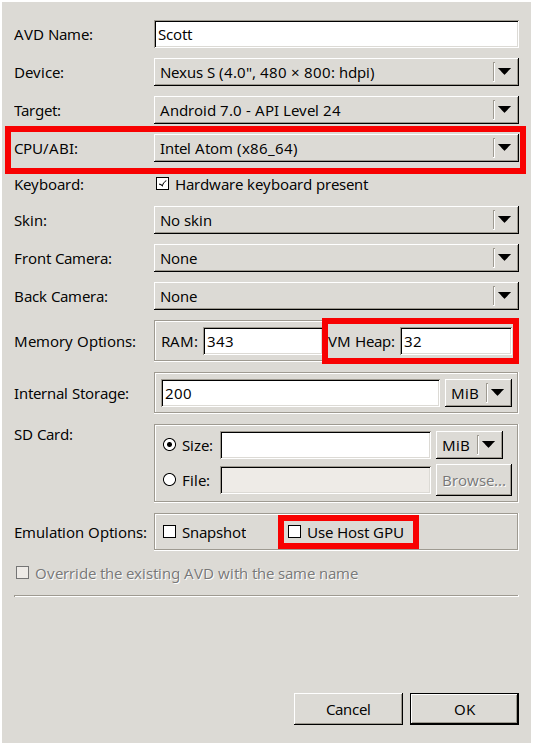 AVD Name: Scott
Device: Nexus S (4.0", 480 × 800: hdpi)
Target: Android 7.0 - API Level 24
CPU/ABI: Intel Atom (x86_64)
Keyboard: Hardware keyboard present
Skin: No skin
Front Camera: None
Back Camera: None
Memory Options: RAM: 343 VM Heap: 32
Internal Storage: 200 MiB
SD Card:
Size: MiB
File: Browse...
Emulation Options: Snapshot Use Host GPU
Override the existing AVD with the same name
Cancel OK